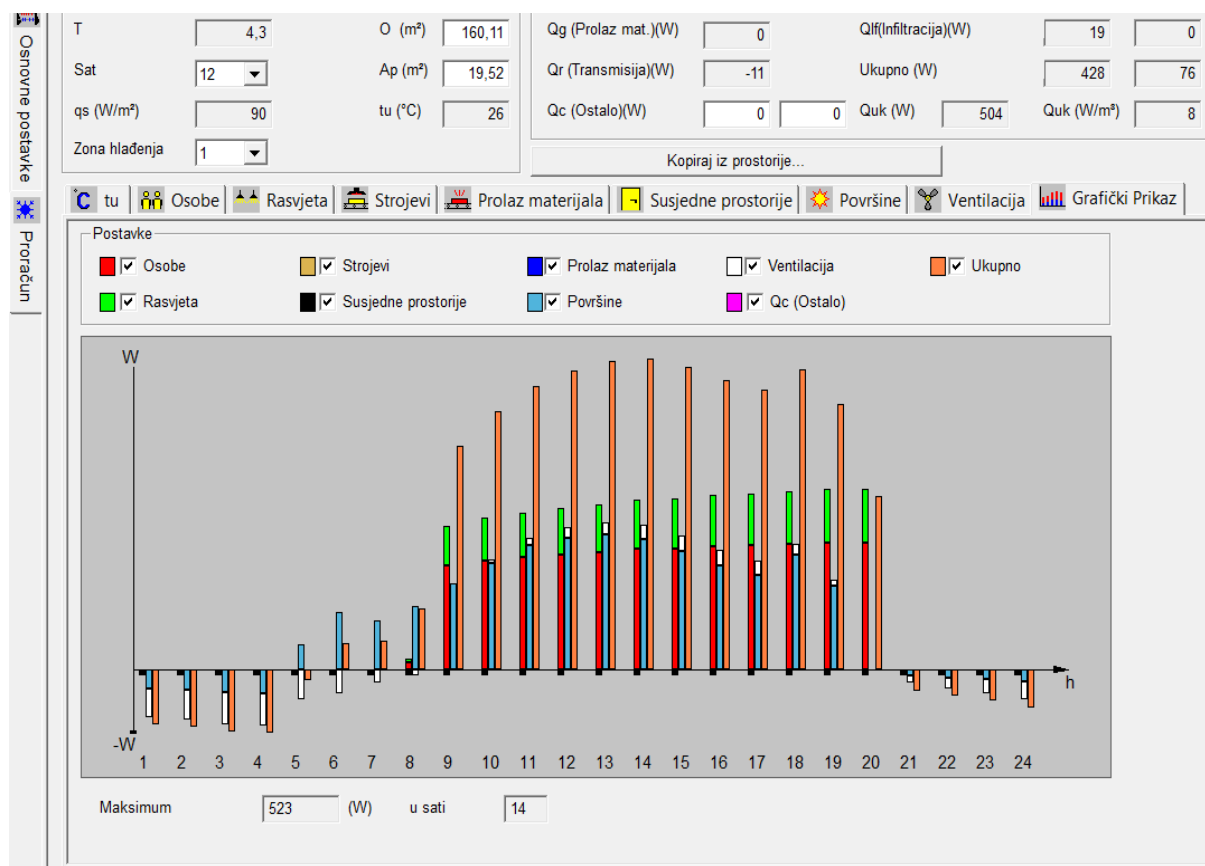 Osnovne postavke
Proračun
T 4,3 O (m²) 160,11
Sat 12 Ap (m²) 19,52
qs (W/m²) 90 tu (°C) 26
Zona hlađenja 1
Qg (Prolaz mat.)(W) 0 Qlf(Infiltracija)(W) 19 0
Qr (Transmisija)(W) -11 Ukupno (W) 428 76
Qc (Ostalo)(W) 0 0 Quk (W) 504 Quk (W/m³) 8
Kopiraj iz prostorije...
°C tu Osobe Rasvjeta Strojevi Prolaz materijala Susjedne prostorije Površine Ventilacija Grafički Prikaz
Postavke
Osobe Strojevi Prolaz materijala Ventilacija Ukupno
Rasvjeta Susjedne prostorije Površine Qc (Ostalo)
W
h
-W
1 2 3 4 5 6 7 8 9 10 11 12 13 14 15 16 17 18 19 20 21 22 23 24
Maksimum 523 (W) u sati 14